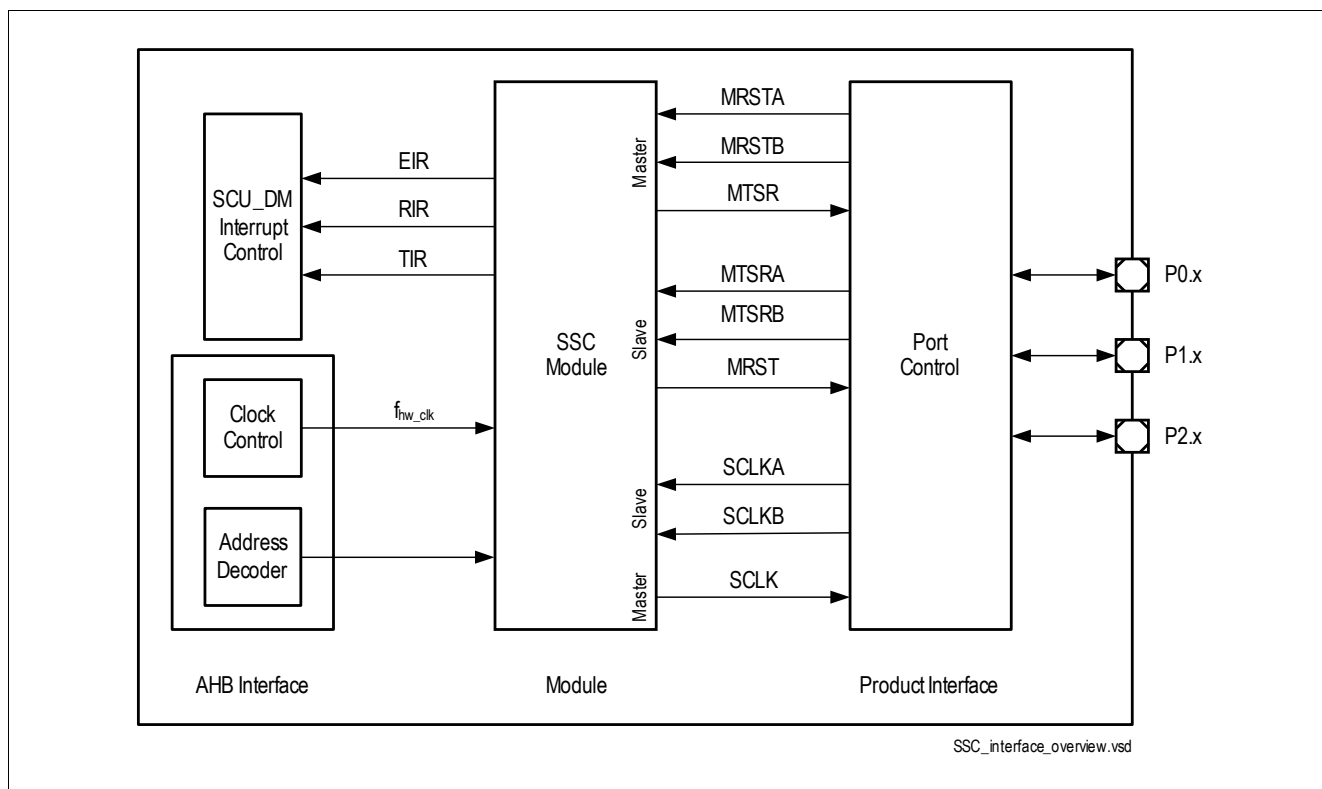 SCU_DM
Interrupt
Control
EIR
RIR
TIR
Clock
Control
f hw_clk
Address
Decoder
AHB Interface
SSC
Module
Master
Slave
Slave
Master
Module
MRSTA
MRSTB
MTSR
MTSRA
MTSRB
MRST
SCLKA
SCLKB
SCLK
Port
Control
Product Interface
P0.x
P1.x
P2.x
SSC_interface_overview.vsd